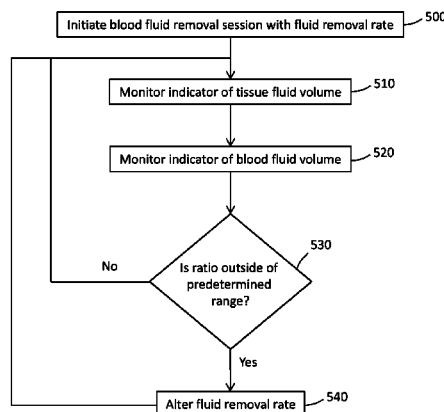 Initiate blood fluid removal session with fluid removal rate
500
Monitor indicator of tissue fluid volume
510
Monitor indicator of blood fluid volume
520
530
Is ratio outside of
predetermined
range?
No
Yes
Alter fluid removal rate
540